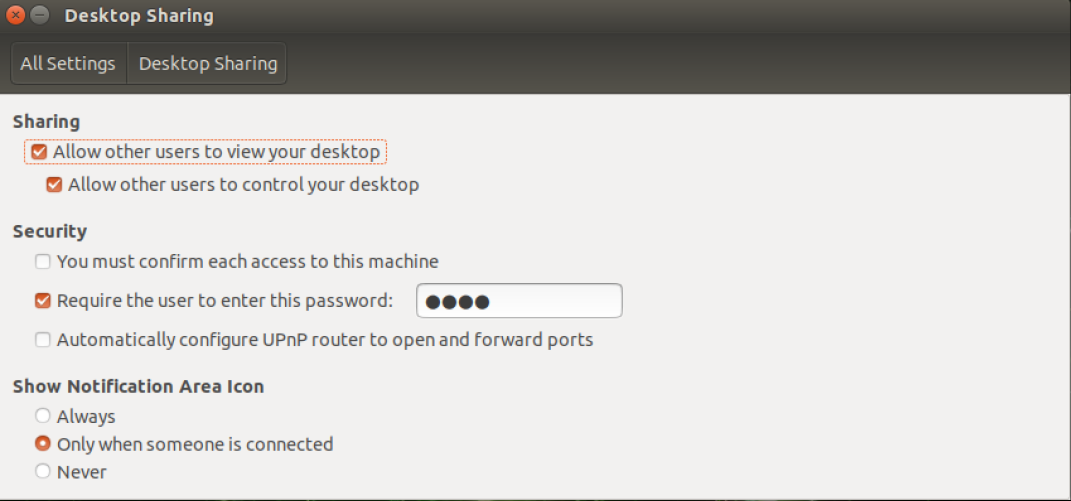 Desktop Sharing
All Settings Desktop Sharing
Sharing
Allow other users to view your desktop
Allow other users to control your desktop
Security
You must confirm each access to this machine
Require the user to enter this password: ●●●●
Automatically configure UPnP router to open and forward ports
Show Notification Area Icon
Always
Only when someone is connected
Never